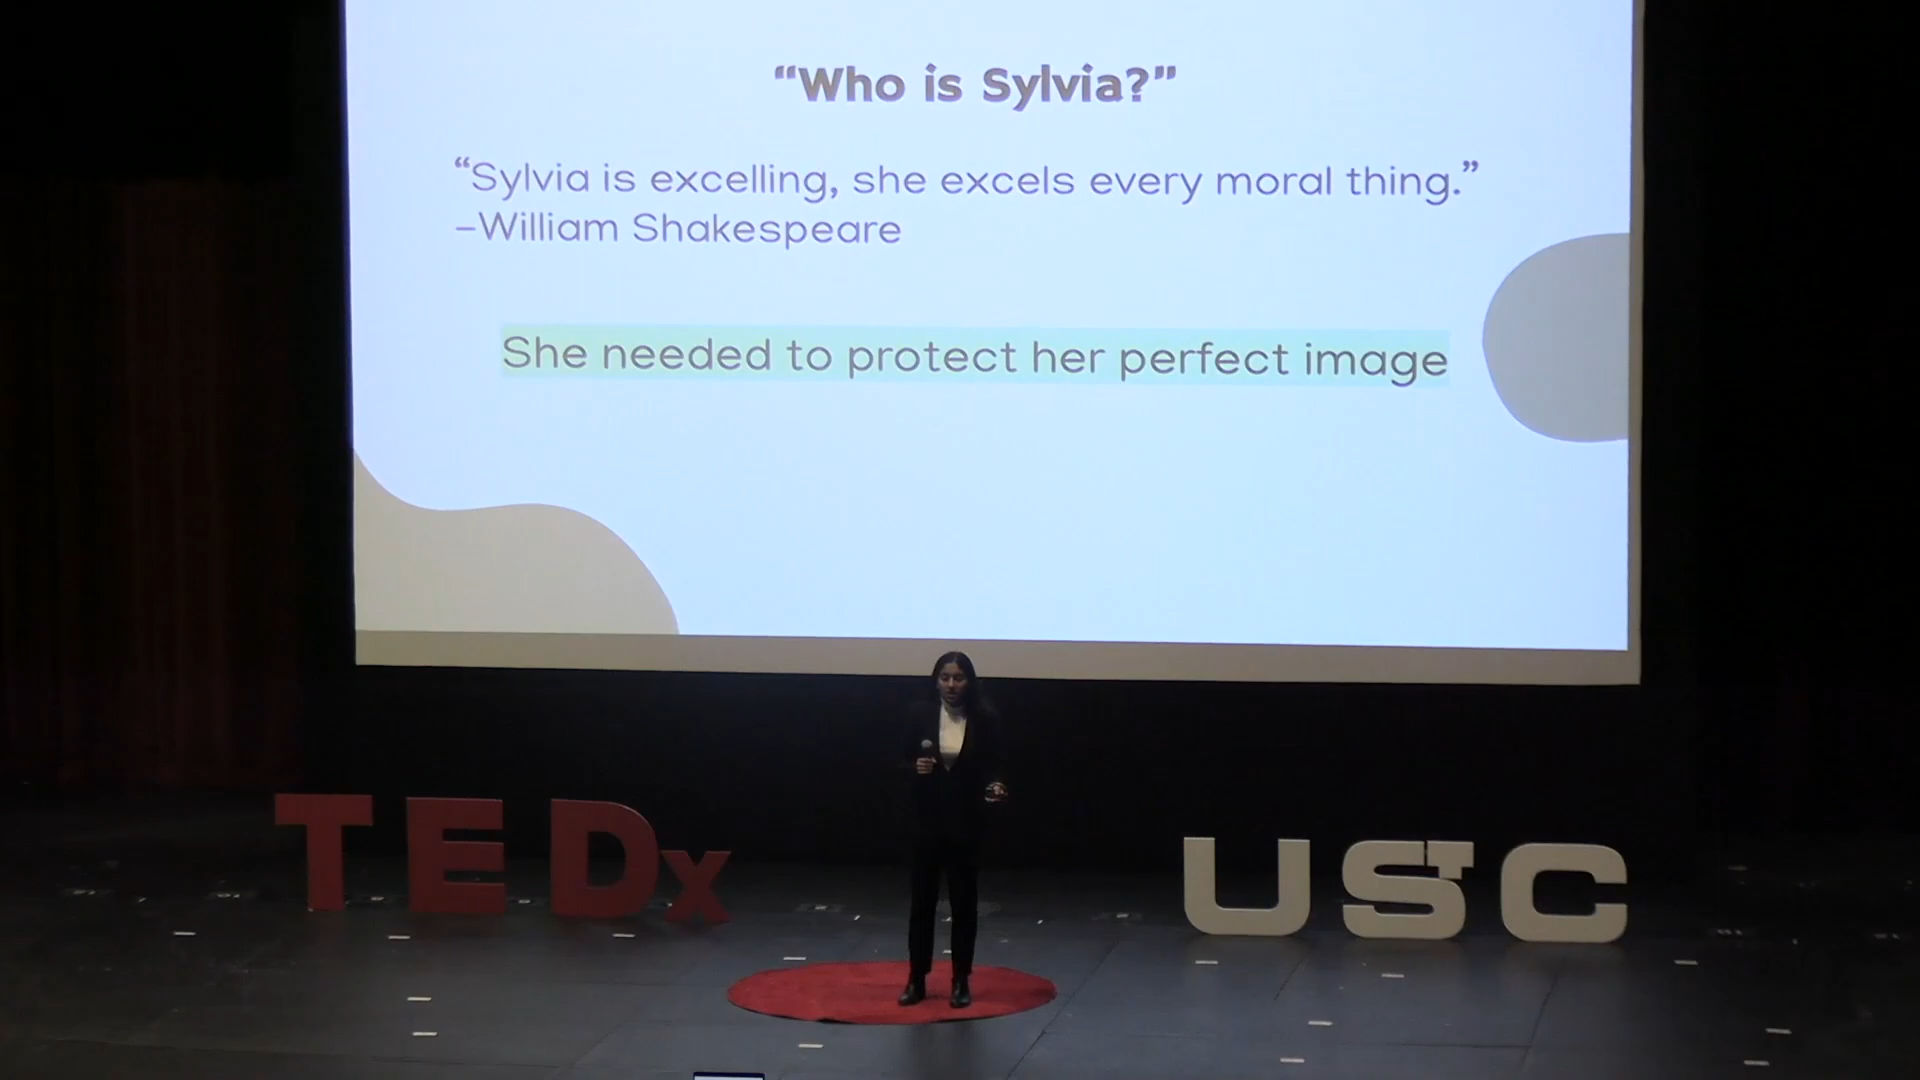 “Who is Sylvia?”
“Sylvia is excelling, she excels every moral thing.”
–William Shakespeare
She needed to protect her perfect image
TEDx USC